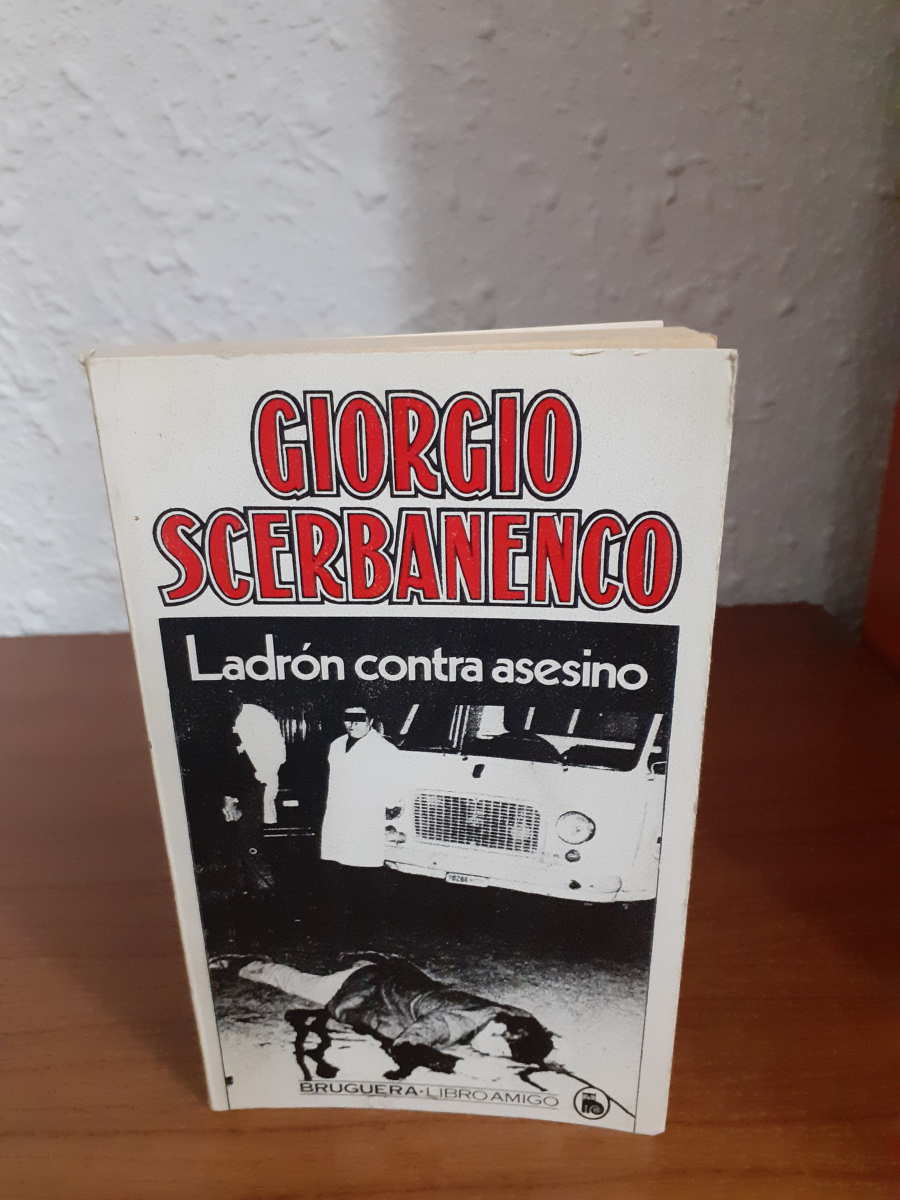 GIORGIO
SCERBANENCO
Ladrón contra asesino
BRUGUERA·LIBRO AMIGO